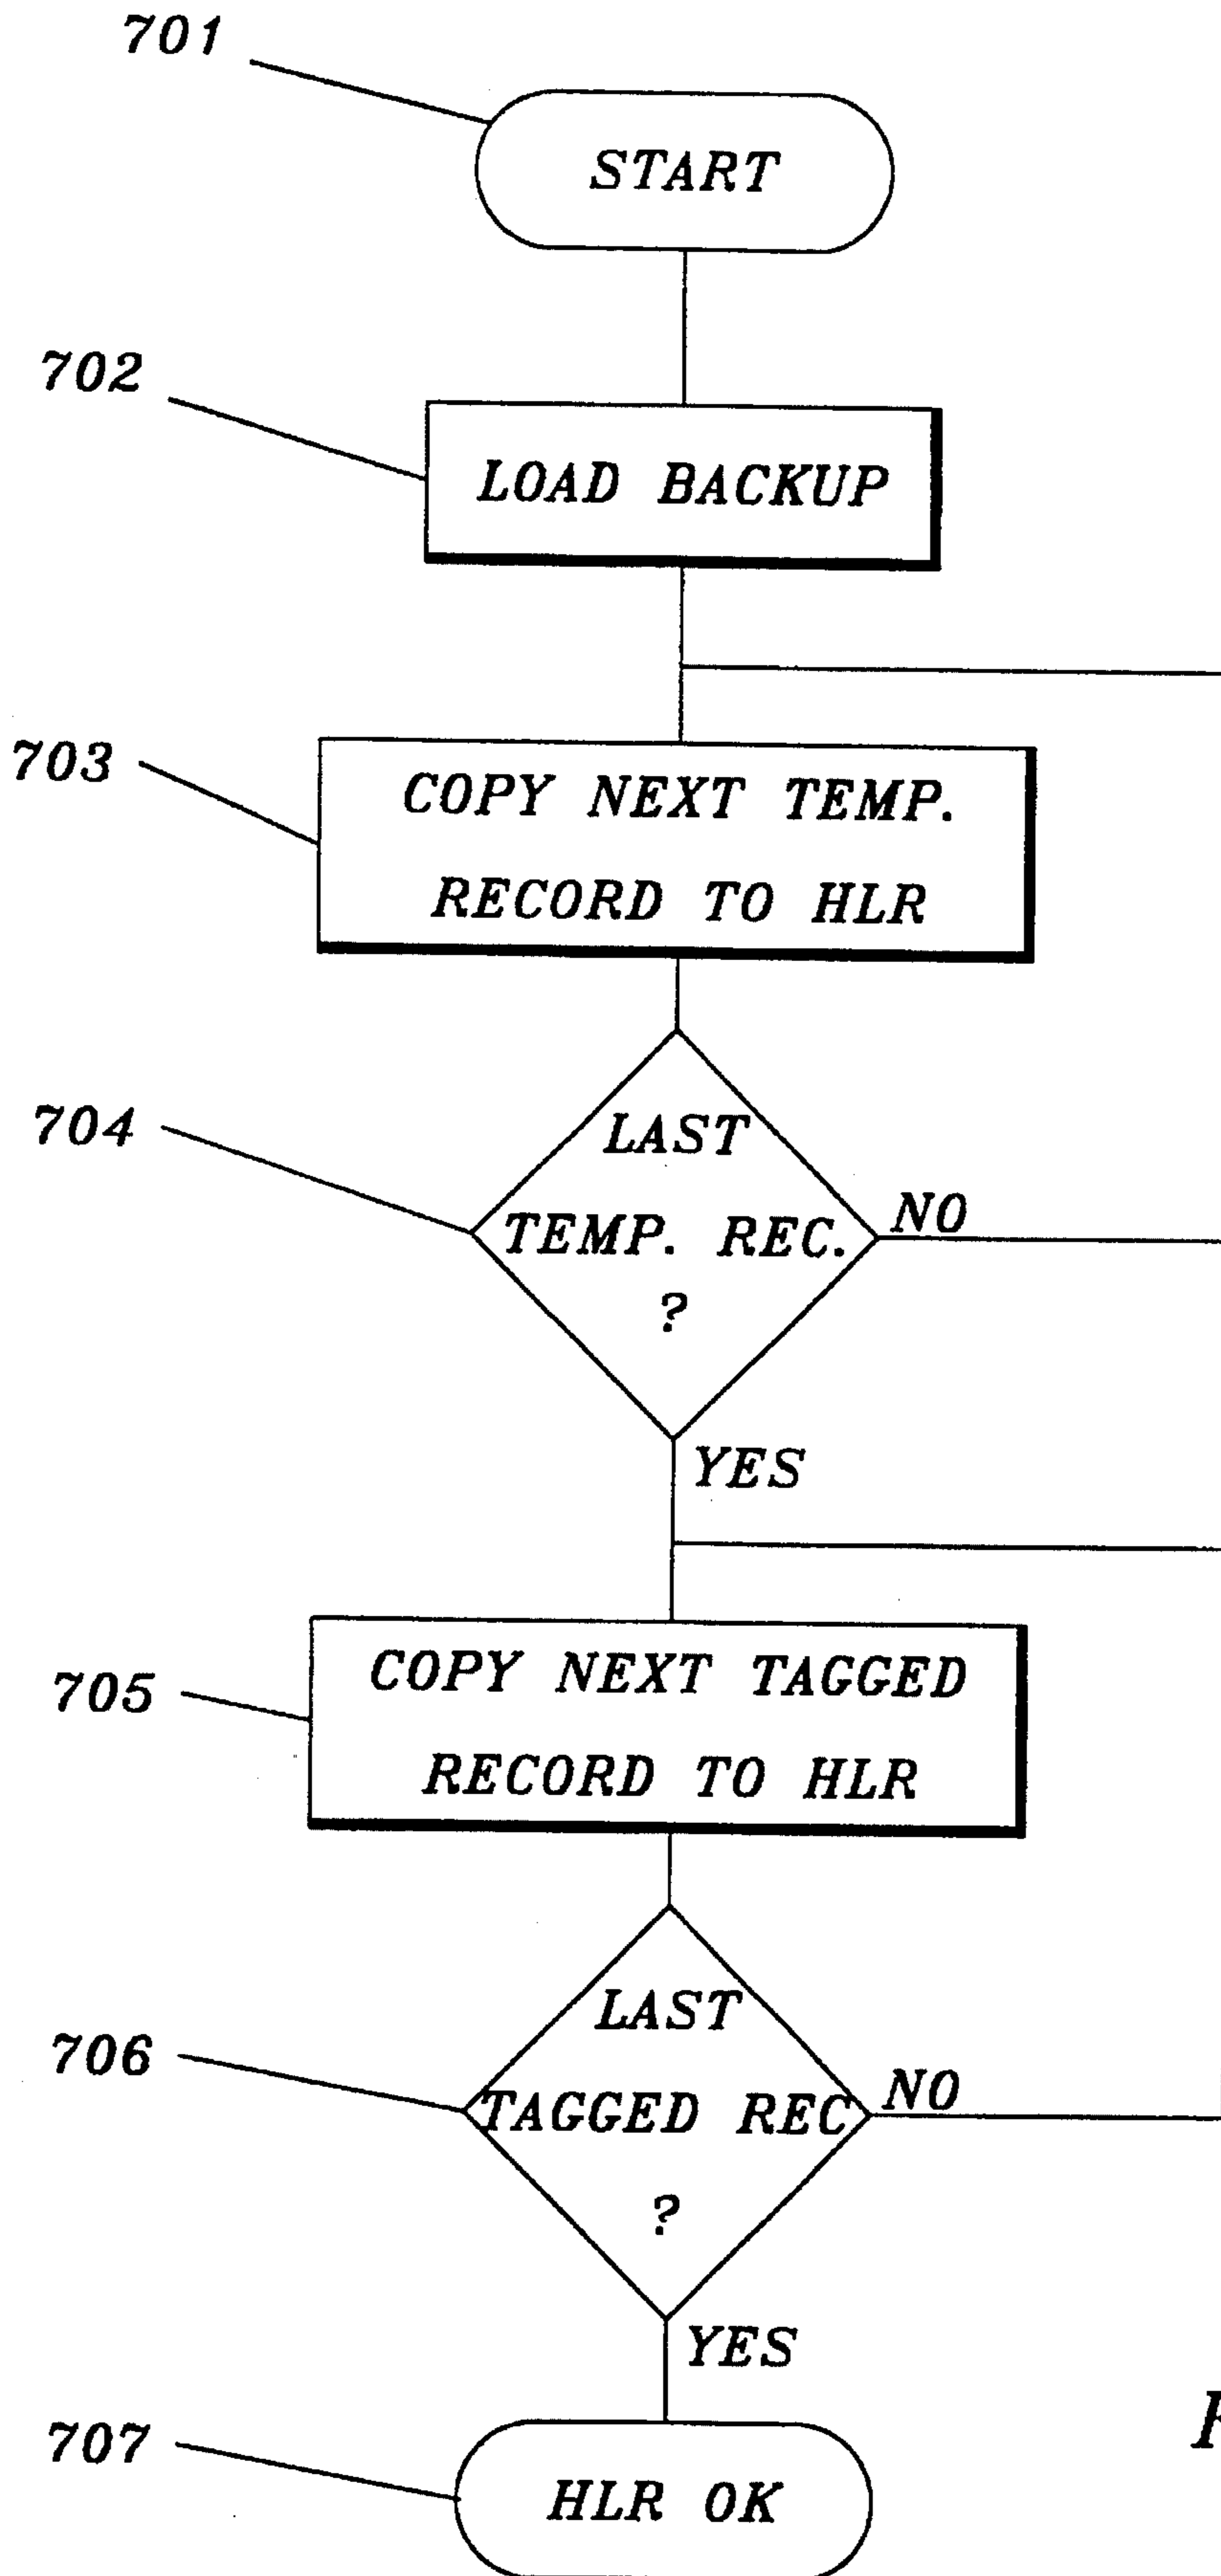 701
START
702
LOAD BACKUP
703
COPY NEXT TEMP.
RECORD TO HLR
704
LAST
TEMP. REC.
?
NO
YES
705
COPY NEXT TAGGED
RECORD TO HLR
706
LAST
TAGGED REC
?
NO
YES
707
HLR OK